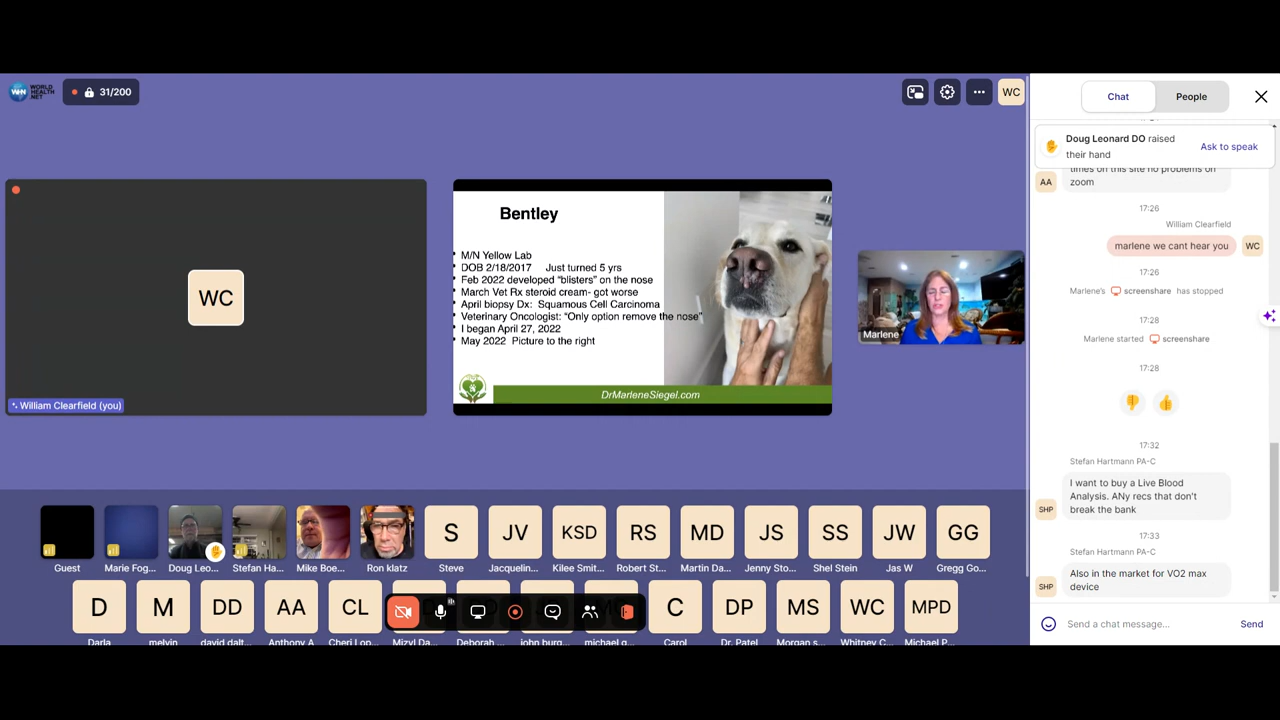 WORLD
HEALTH
NET
31/200
WC
WC
William Clearfield (you)
Bentley
M/N Yellow Lab
DOB 2/18/2017 Just turned 5 yrs
Feb 2022 developed “blisters” on the nose
March Vet Rx steroid cream- got worse
April biopsy Dx: Squamous Cell Carcinoma
Veterinary Oncologist: “Only option remove the nose”
I began April 27, 2022
May 2022 Picture to the right
DrMarleneSiegel.com
Marlene
Guest
Marie Fog...
Doug Leo...
Stefan Ha...
Mike Boe...
Ron klatz
S
Steve
JV
Jacquelin...
KSD
Kilee Smit...
RS
Robert St...
MD
Martin Da...
JS
Jenny Sto...
SS
Shel Stein
JW
Jas W
GG
Gregg Go...
D
Darla
M
melvin
DD
david dalt...
AA
Anthony A...
CL
Cheri Lop...
Mizyl Da...
Deborah ...
john burg...
michael g...
C
Carol
DP
Dr. Patel
MS
Morgan s...
WC
Whitney C...
MPD
Michael P...
Chat
People
Doug Leonard DO raised
their hand
Ask to speak
times on this site no problems on
zoom
AA
17:26
William Clearfield
marlene we cant hear you
WC
17:26
Marlene's screenshare has stopped
17:28
Marlene started screenshare
17:28
17:32
Stefan Hartmann PA-C
I want to buy a Live Blood
Analysis. ANy recs that don't
break the bank
SHP
17:33
Stefan Hartmann PA-C
Also in the market for VO2 max
device
SHP
Send a chat message...
Send